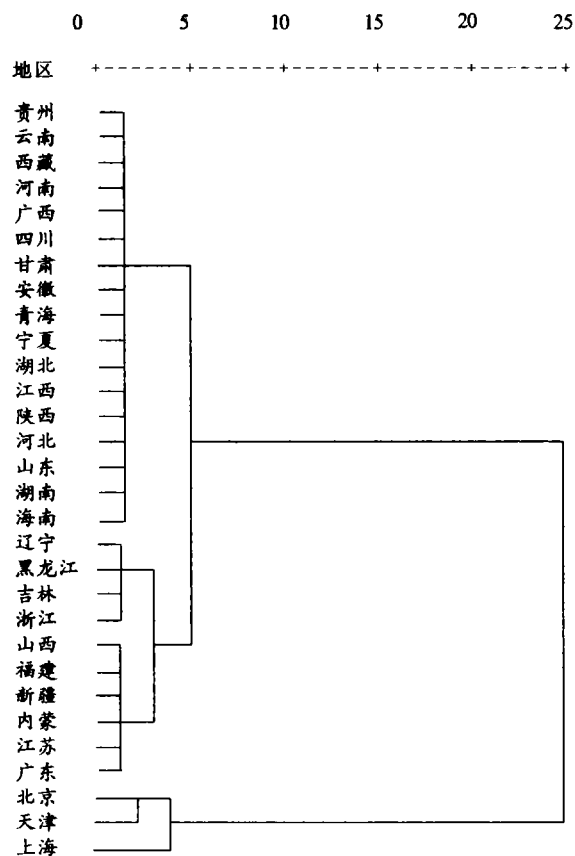 0 5 10 15 20 25
地区
贵州
云南
西藏
河南
广西
四川
甘肃
安徽
青海
宁夏
湖北
江西
陕西
河北
山东
湖南
海南
辽宁
黑龙江
吉林
浙江
山西
福建
新疆
内蒙
江苏
广东
北京
天津
上海